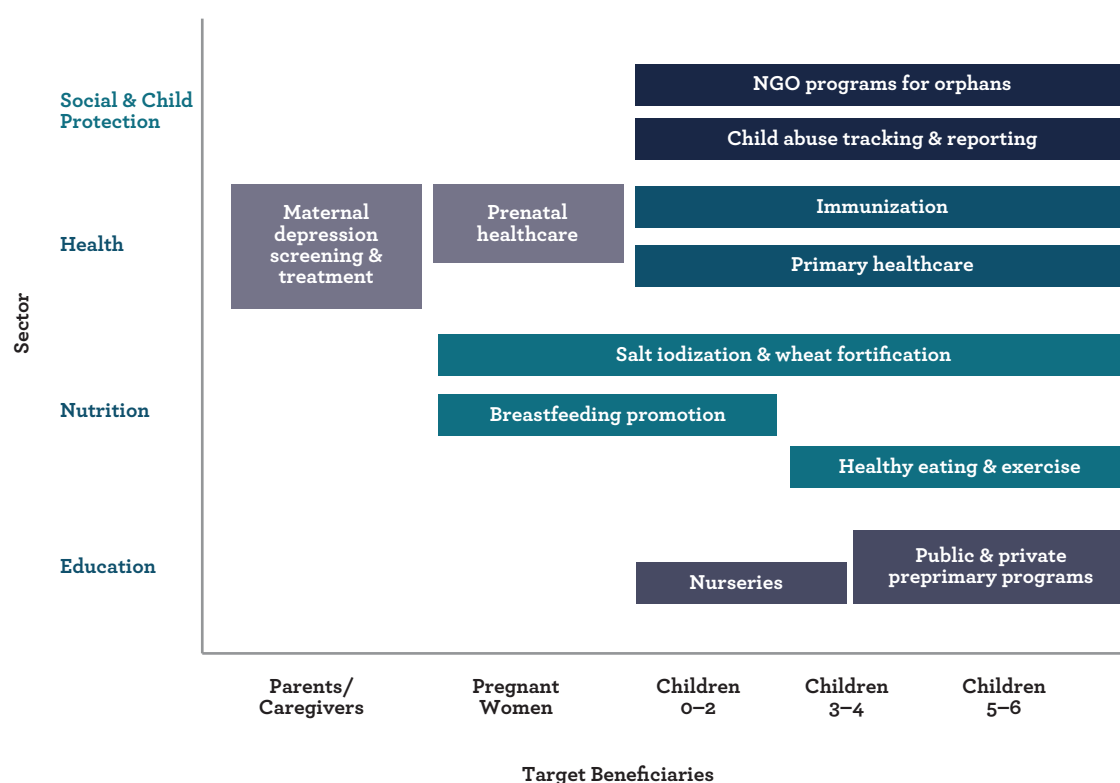 Social & Child
Protection
NGO programs for orphans
Child abuse tracking & reporting
Health
Maternal
depression
screening &
treatment
Prenatal
healthcare
Immunization
Primary healthcare
Sector
Nutrition
Salt iodization & wheat fortification
Breastfeeding promotion
Healthy eating & exercise
Education
Nurseries
Public & private
preprimary programs
Parents/
Caregivers
Pregnant
Women
Children
0–2
Children
3–4
Children
5–6
Target Beneficiaries